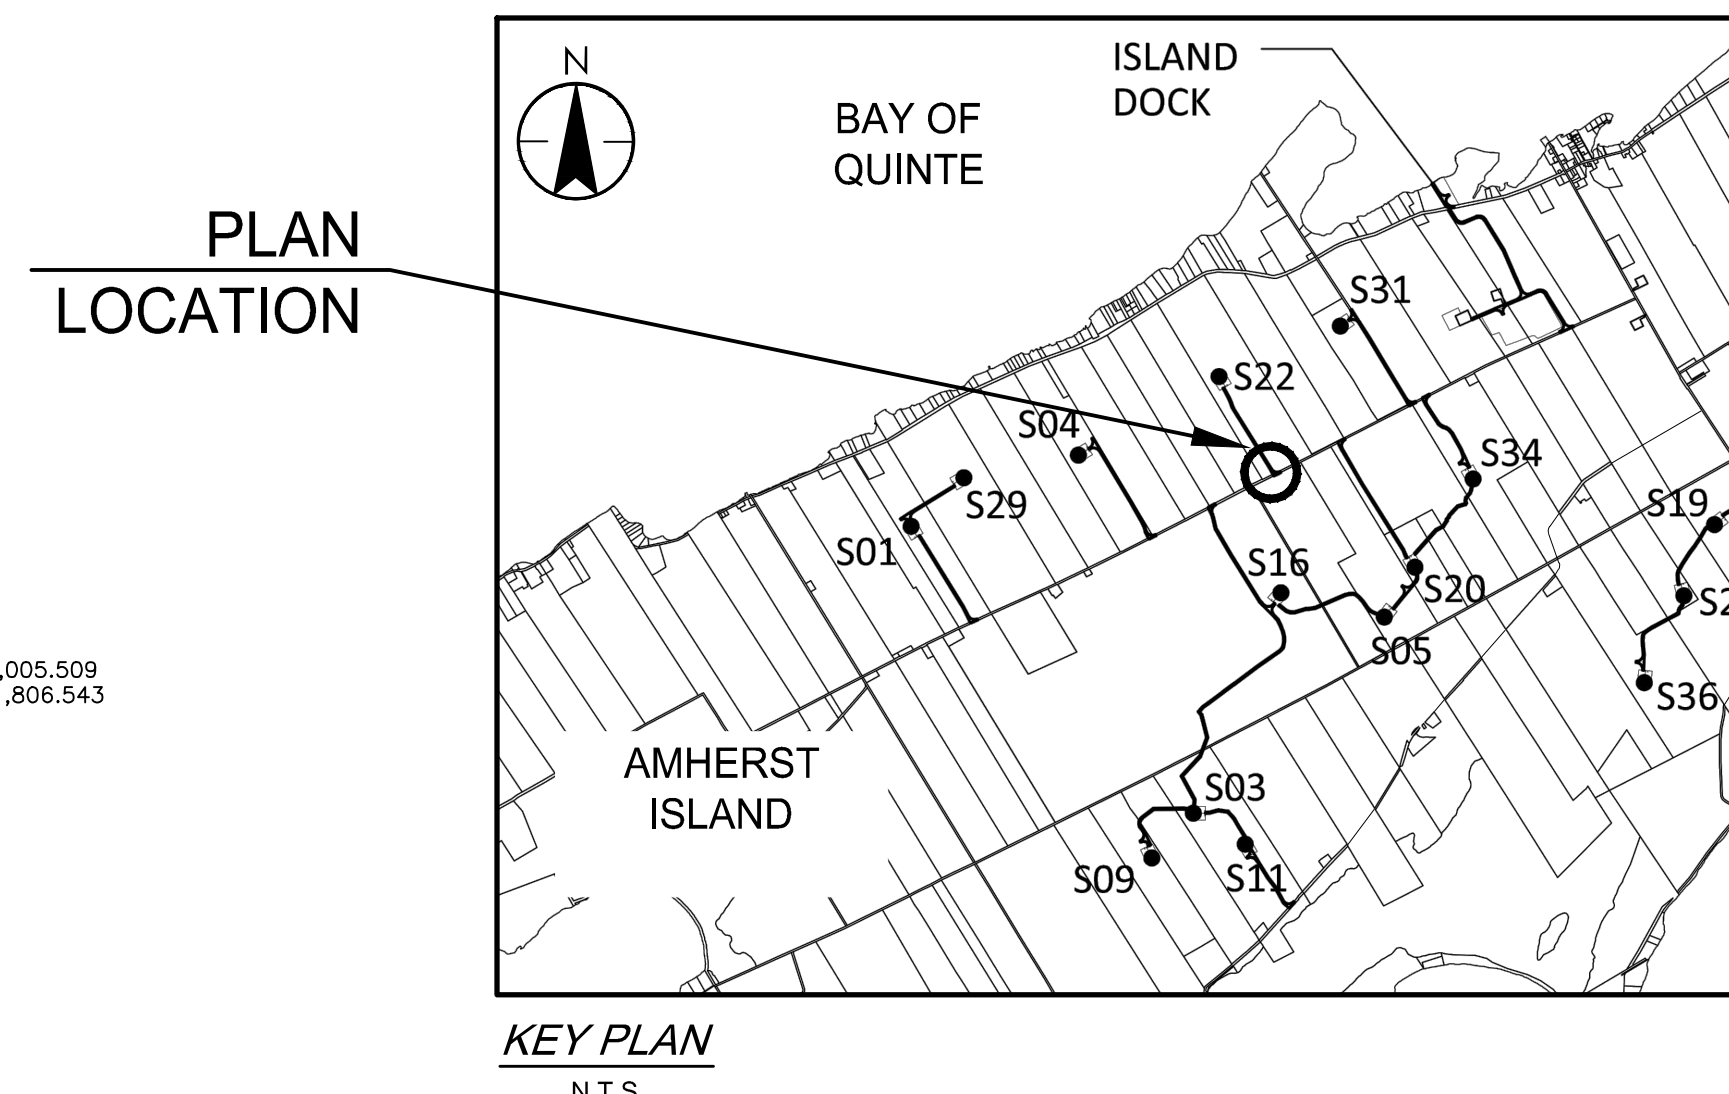 N
ISLAND
DOCK
BAY OF
QUINTE
PLAN
LOCATION
S31
S22
S04
S34
S29
S19
S01
S16
S20
S05
S36
,005.509
,806.543
AMHERST
ISLAND
S03
S09
S11
KEY PLAN
N.T.S.